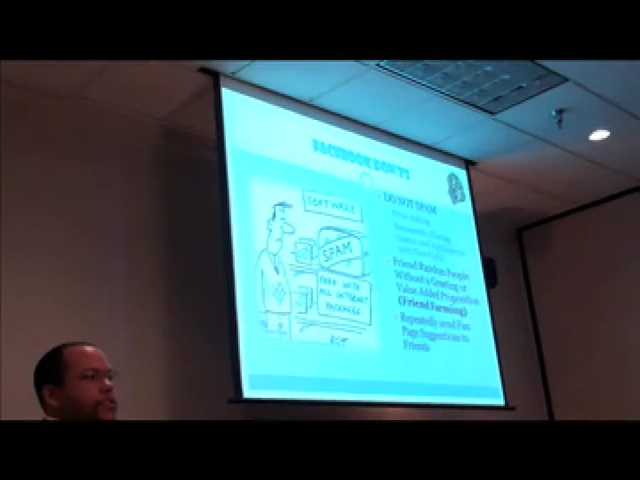 FACEBOOK DON'TS
DO NOT SPAM
Friend Random People
Without a Greeting or
Value Added Proposition
(Friend Farming)
Repeatedly send Fan
Page Suggestions to
Friends
SOFTWARE
SPAM
FREE WITH
ALL INTERNET
PACKAGES